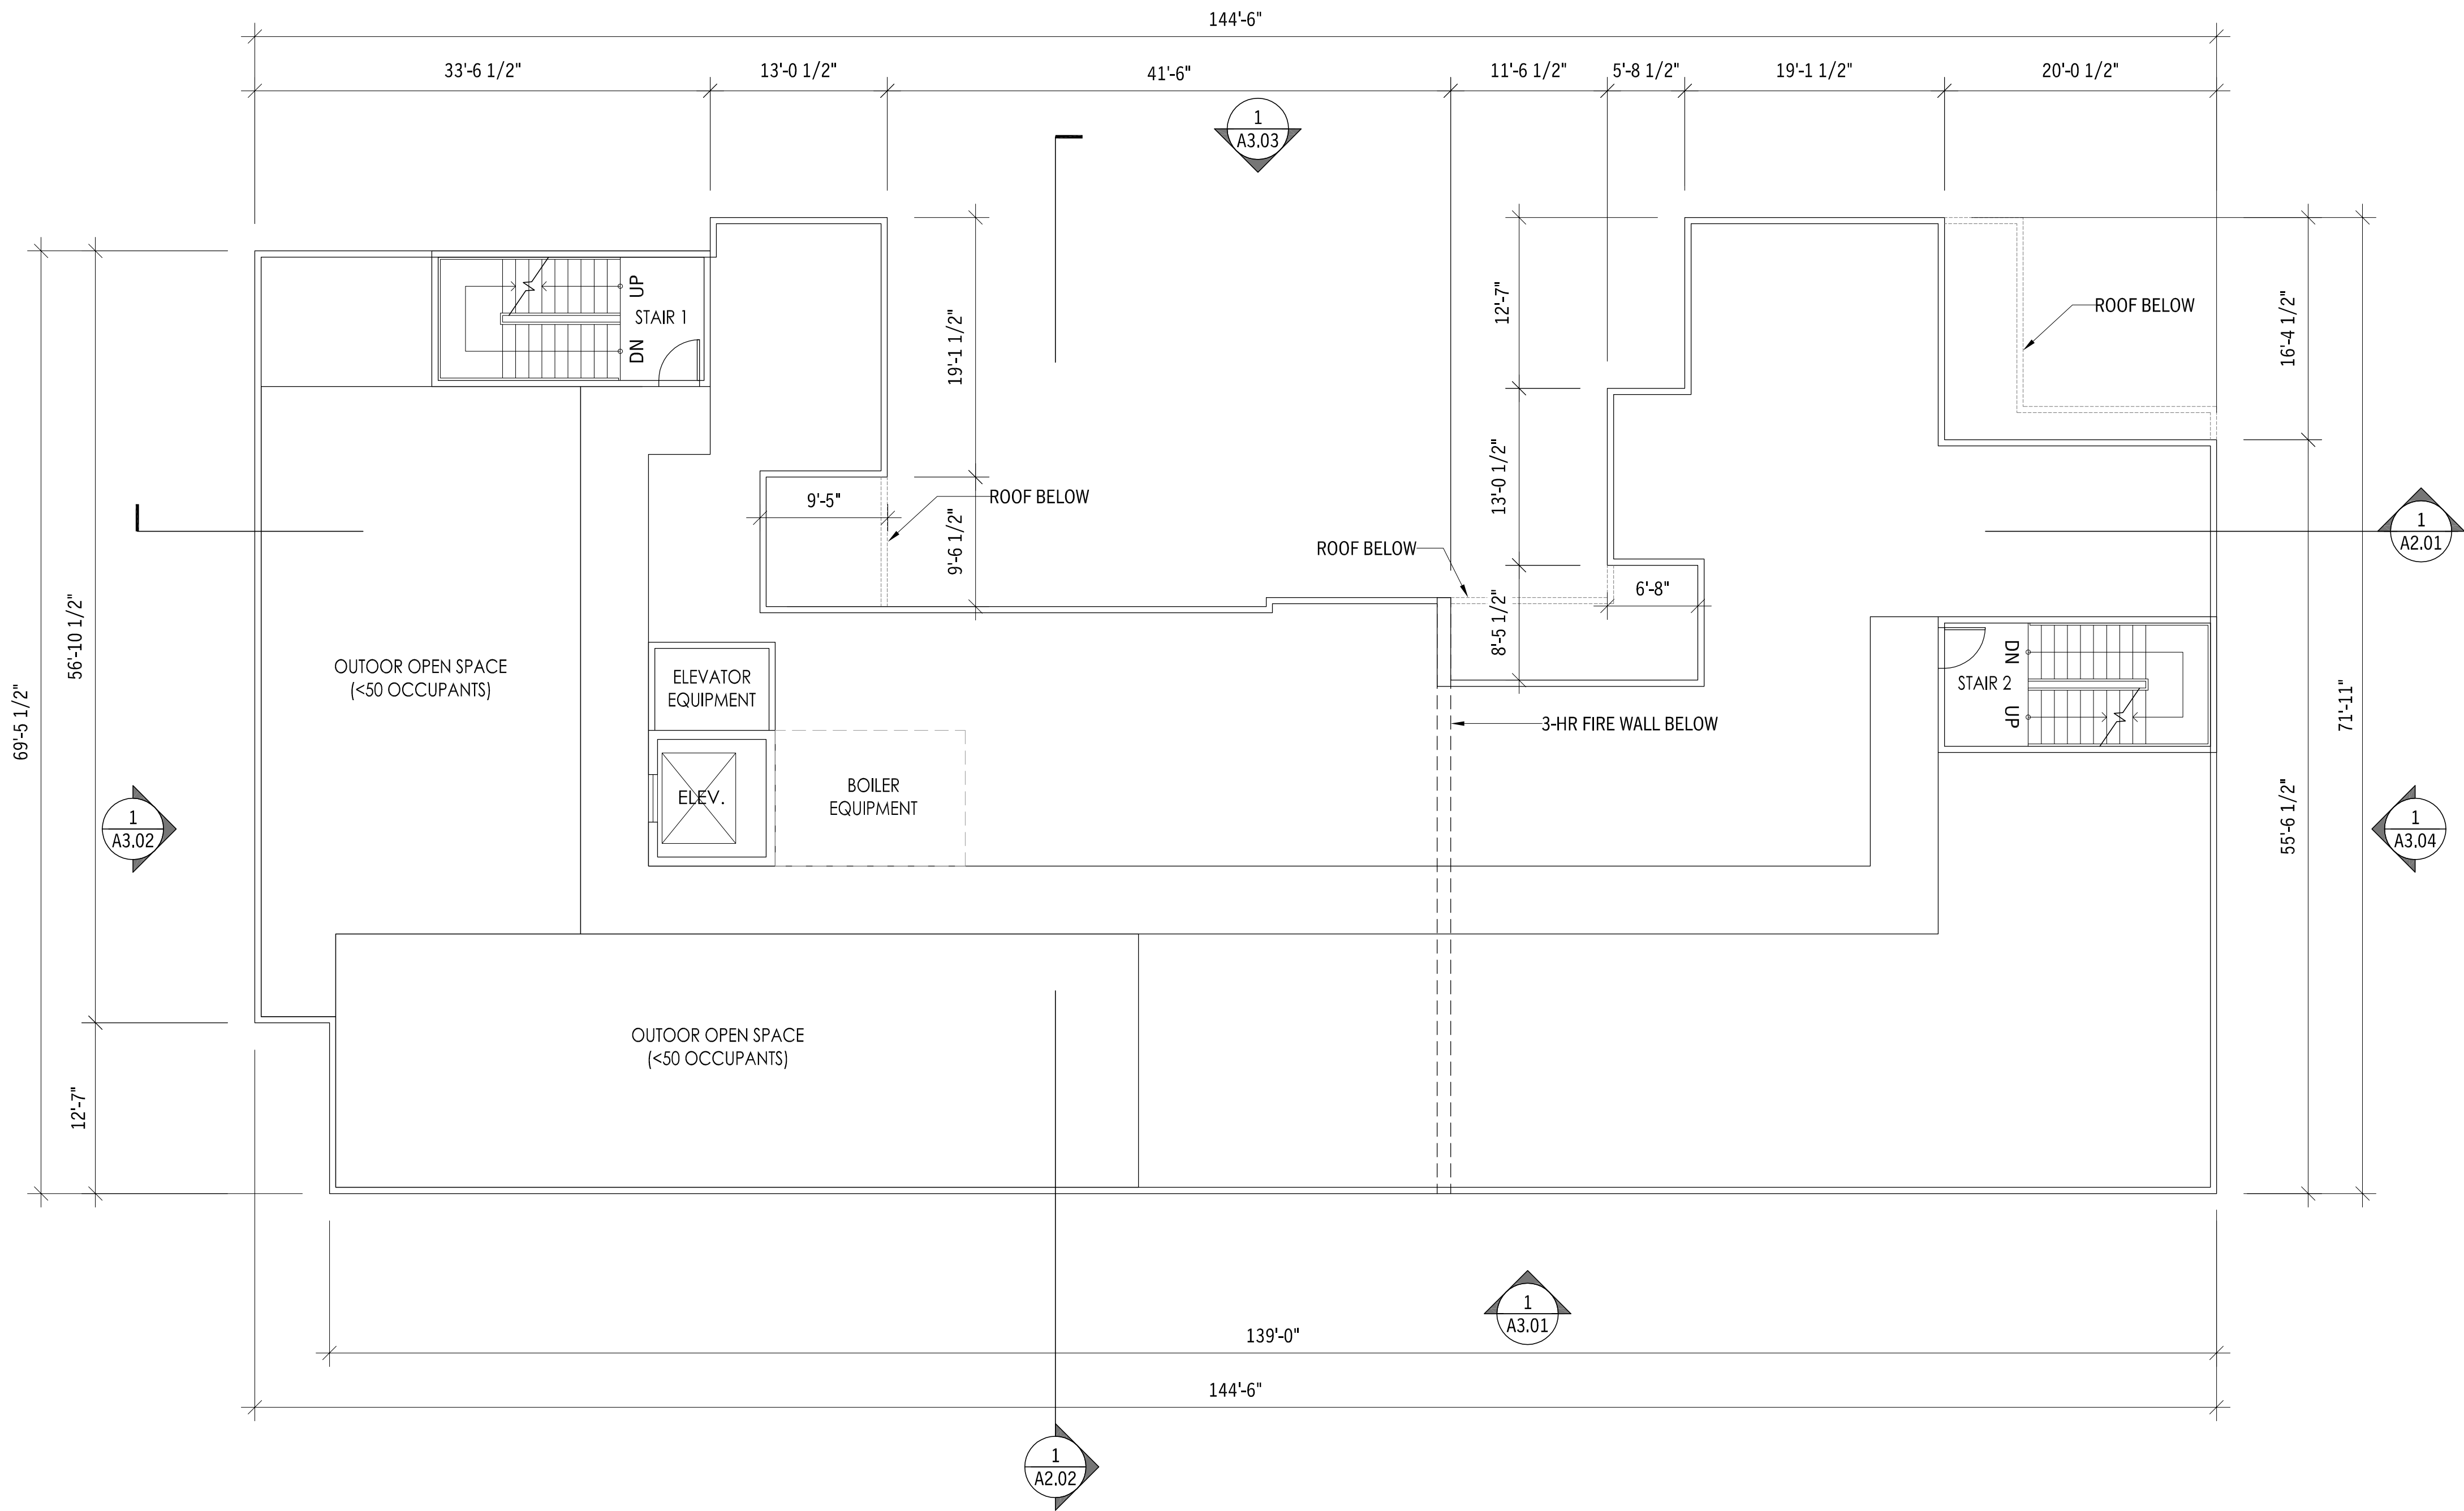 144'-6"
33'-6 1/2"
13'-0 1/2"
41'-6"
11'-6 1/2"
5'-8 1/2"
19'-1 1/2"
20'-0 1/2"
1
A3.03
UP
STAIR 1
DN
19'-1 1/2"
12'-7"
ROOF BELOW
16'-4 1/2"
9'-5"
ROOF BELOW
9'-6 1/2"
13'-0 1/2"
ROOF BELOW
6'-8"
8'-5 1/2"
1
A2.01
69'-5 1/2"
56'-10 1/2"
OUTOOR OPEN SPACE
(<50 OCCUPANTS)
ELEVATOR
EQUIPMENT
DN
STAIR 2
UP
71'-11"
3-HR FIRE WALL BELOW
ELEV.
BOILER
EQUIPMENT
55'-6 1/2"
1
A3.02
1
A3.04
OUTOOR OPEN SPACE
(<50 OCCUPANTS)
12'-7"
1
A3.01
139'-0"
144'-6"
1
A2.02